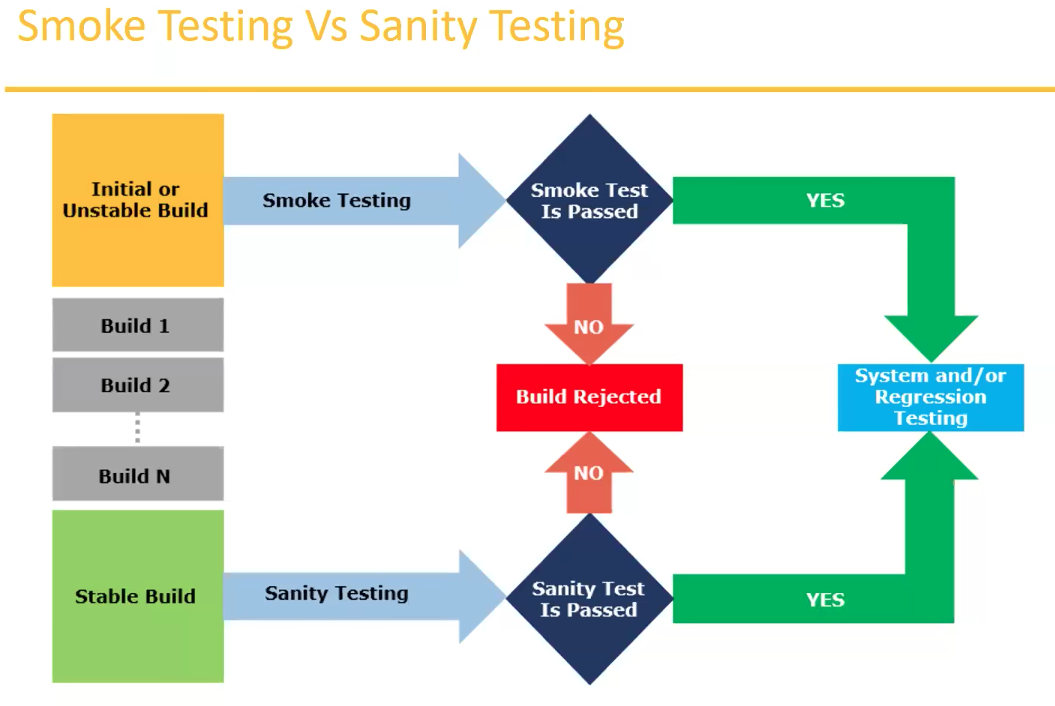 Smoke Testing Vs Sanity Testing
Initial or
Unstable Build
Smoke Testing
Smoke Test
Is Passed
YES
Build 1
NO
Build 2
Build Rejected
System and/or
Regression
Testing
Build N
NO
Stable Build
Sanity Testing
Sanity Test
Is Passed
YES